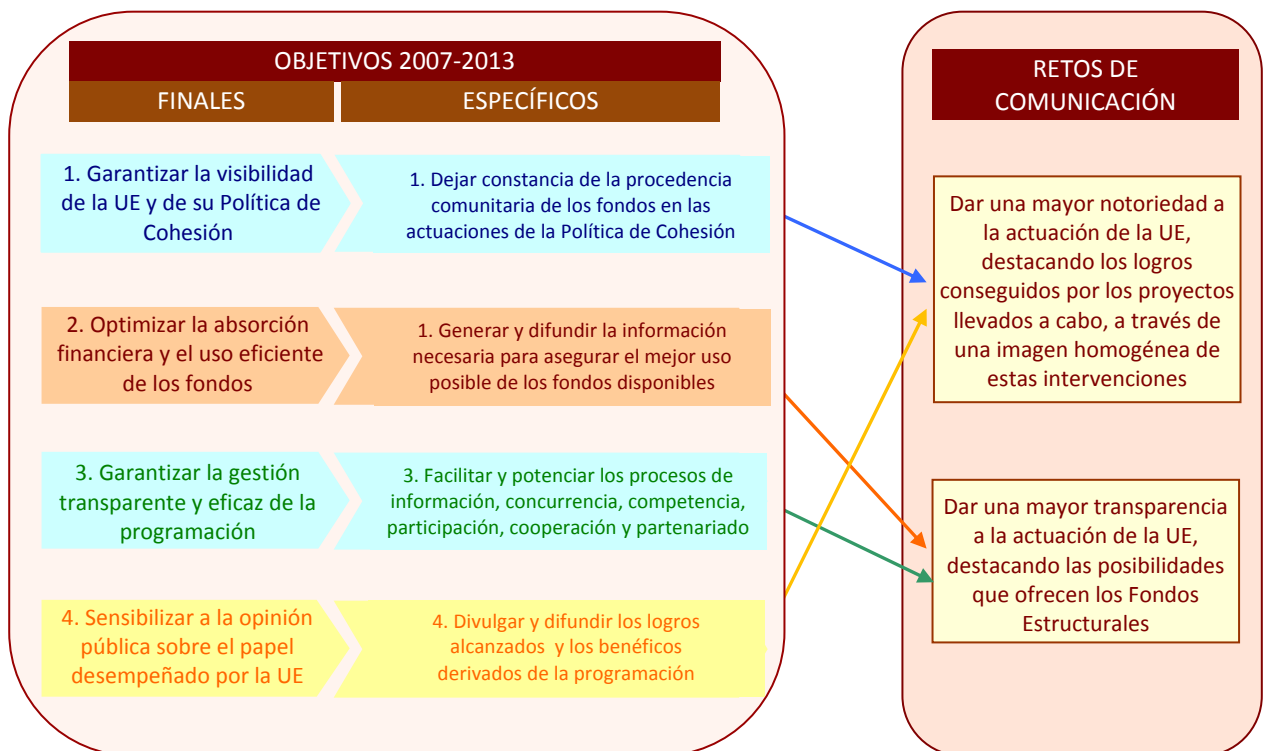 OBJETIVOS 2007-2013
FINALES
ESPECÍFICOS
1. Garantizar la visibilidad
de la UE y de su Política de
Cohesión
1. Dejar constancia de la procedencia
comunitaria de los fondos en las
actuaciones de la Política de Cohesión
2. Optimizar la absorción
financiera y el uso eficiente
de los fondos
1. Generar y difundir la información
necesaria para asegurar el mejor uso
posible de los fondos disponibles
3. Garantizar la gestión
transparente y eficaz de la
programación
3. Facilitar y potenciar los procesos de
información, concurrencia, competencia,
participación, cooperación y partenariado
4. Sensibilizar a la opinión
pública sobre el papel
desempeñado por la UE
4. Divulgar y difundir los logros
alcanzados y los benéficos
derivados de la programación
RETOS DE
COMUNICACIÓN
Dar una mayor notoriedad a
la actuación de la UE,
destacando los logros
conseguidos por los proyectos
llevados a cabo, a través de
una imagen homogénea de
estas intervenciones
Dar una mayor transparencia
a la actuación de la UE,
destacando las posibilidades
que ofrecen los Fondos
Estructurales